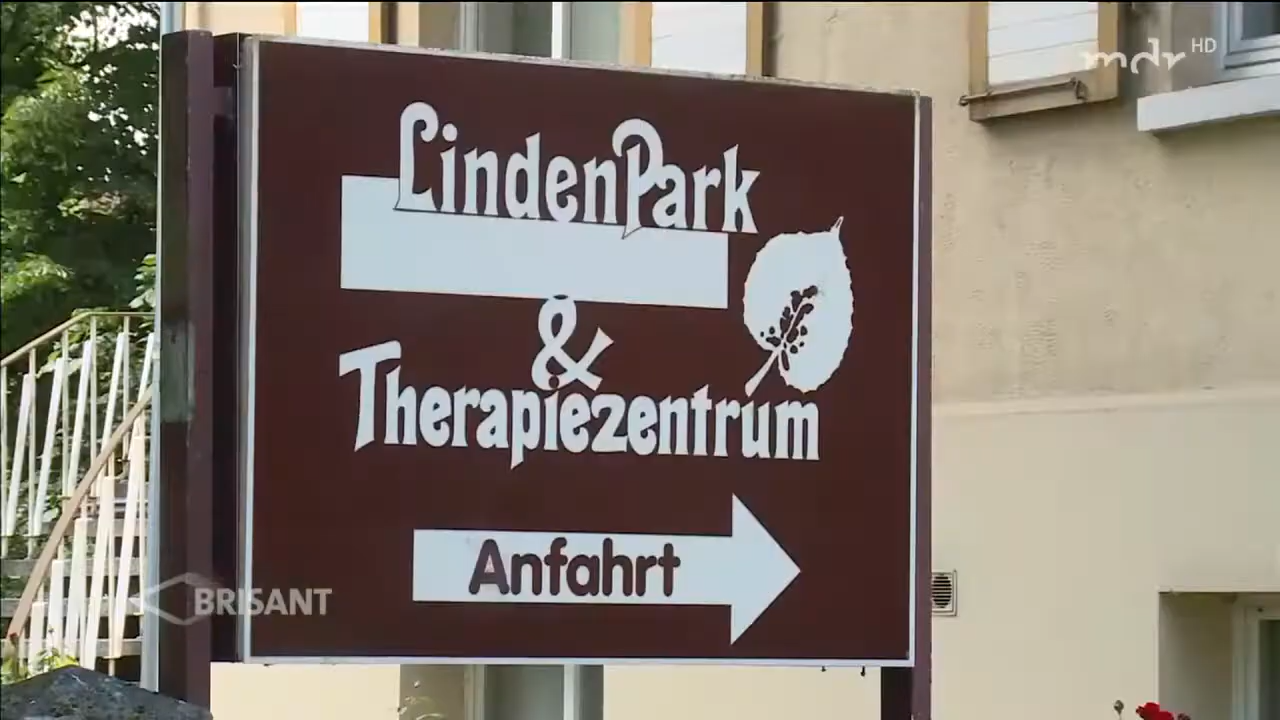 mdr HD
LindenPark
&
Therapiezentrum
Anfahrt
BRISANT